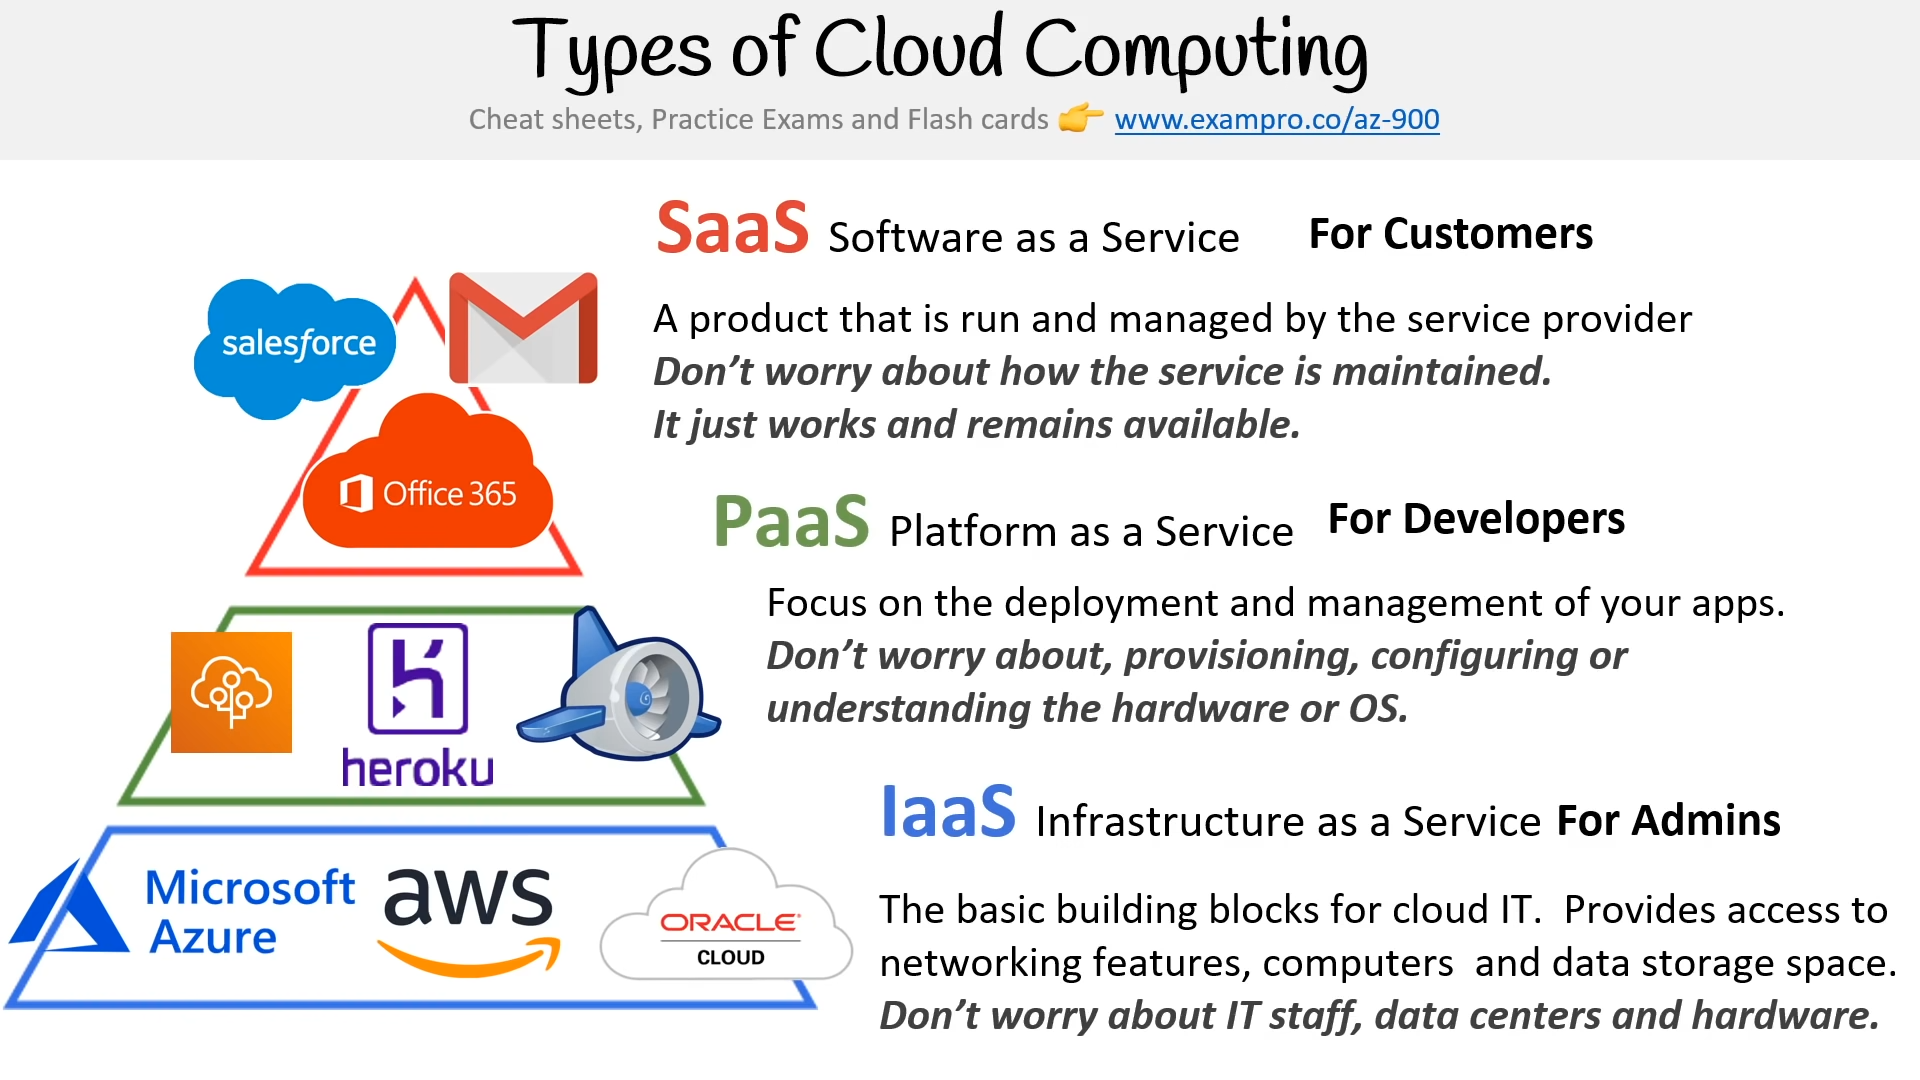 Types of Cloud Computing
Cheat sheets, Practice Exams and Flash cards 👉 www.exampro.co/az-900
SaaS Software as a Service For Customers
A product that is run and managed by the service provider
Don’t worry about how the service is maintained.
It just works and remains available.
salesforce
Office 365
PaaS Platform as a Service For Developers
Focus on the deployment and management of your apps.
Don’t worry about, provisioning, configuring or
understanding the hardware or OS.
heroku
IaaS Infrastructure as a Service For Admins
The basic building blocks for cloud IT. Provides access to
networking features, computers and data storage space.
Don’t worry about IT staff, data centers and hardware.
Microsoft
Azure
aws
ORACLE
CLOUD